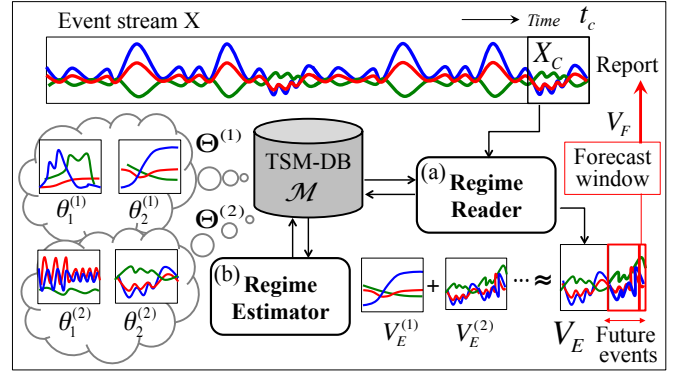 Event stream X
Time
t_c
X_C
Report
Θ^(1)
TSM-DB
ℳ
(a)
Regime
Reader
V_F
Forecast
window
θ_1^(1)
θ_2^(1)
Θ^(2)
(b)
Regime
Estimator
+
... ≈
θ_1^(2)
θ_2^(2)
V_E^(1)
V_E^(2)
V_E
Future
events